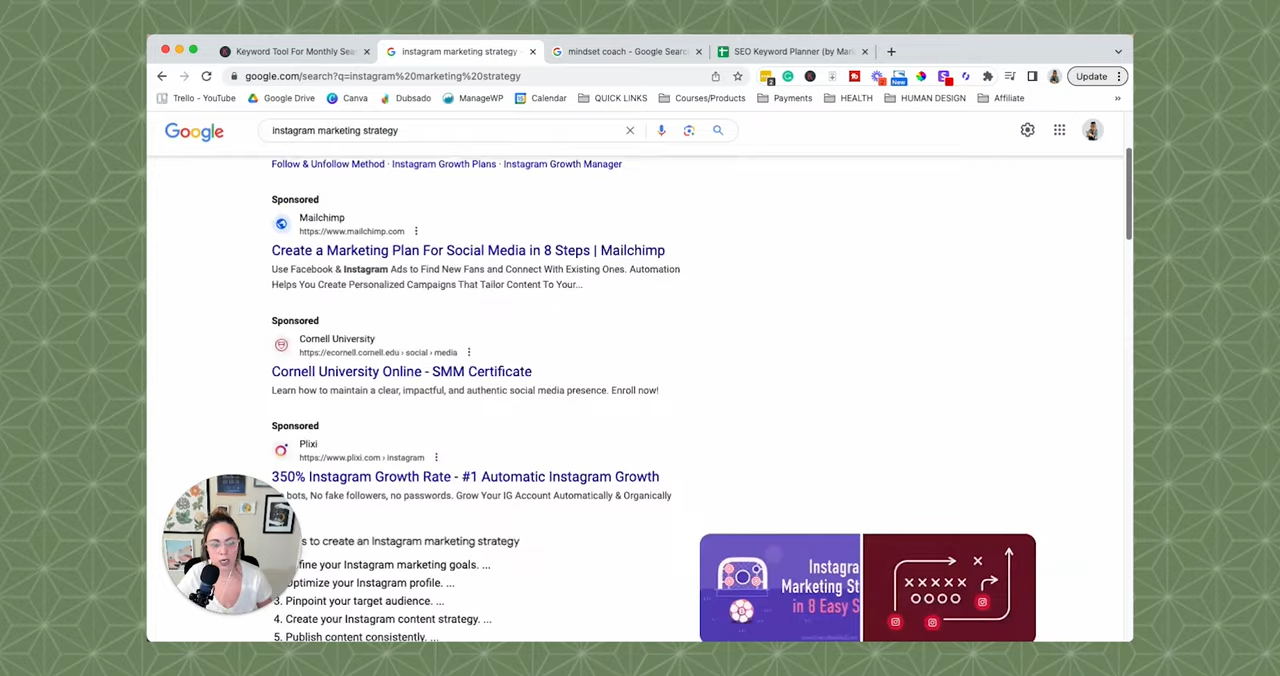 Keyword Tool For Monthly Sea
instagram marketing strategy
mindset coach - Google Searc
SEO Keyword Planner (by Mar
google.com/search?q=instagram%20marketing%20strategy
Update
Trello - YouTube
Google Drive
Canva
Dubsado
ManageWP
Calendar
QUICK LINKS
Courses/Products
Payments
HEALTH
HUMAN DESIGN
Affiliate
»
Google
instagram marketing strategy
Follow & Unfollow Method · Instagram Growth Plans · Instagram Growth Manager
Sponsored
Mailchimp
https://www.mailchimp.com
Create a Marketing Plan For Social Media in 8 Steps | Mailchimp
Use Facebook & Instagram Ads to Find New Fans and Connect With Existing Ones. Automation
Helps You Create Personalized Campaigns That Tailor Content To Your...
Sponsored
Cornell University
https://ecornell.cornell.edu › social › media
Cornell University Online - SMM Certificate
Learn how to maintain a clear, impactful, and authentic social media presence. Enroll now!
Sponsored
Plixi
https://www.plixi.com › instagram
350% Instagram Growth Rate - #1 Automatic Instagram Growth
bots, No fake followers, no passwords. Grow Your IG Account Automatically & Organically
s to create an Instagram marketing strategy
fine your Instagram marketing goals. ...
Optimize your Instagram profile. ...
3. Pinpoint your target audience. ...
4. Create your Instagram content strategy. ...
5. Publish content consistently. ...
Instagra
Marketing St
in 8 Easy S